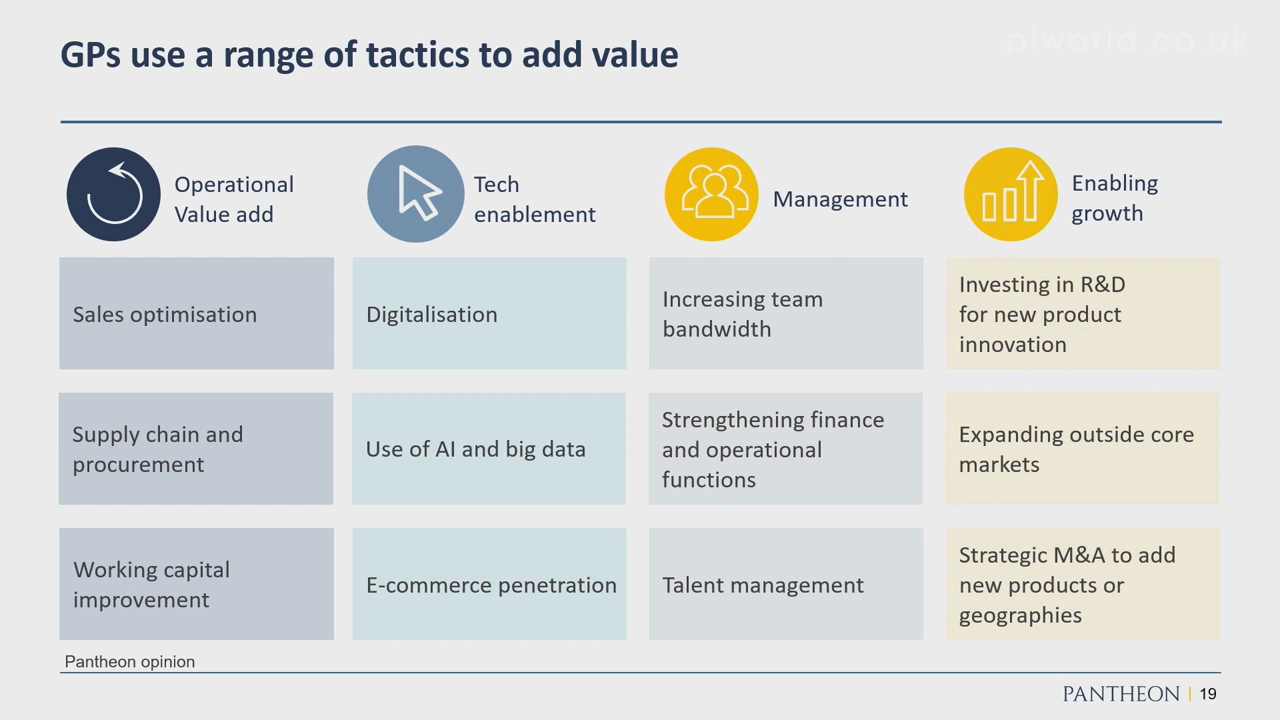 GPs use a range of tactics to add value
piworld.co.uk
Operational
Value add
Tech
enablement
Management
Enabling
growth
Sales optimisation
Digitalisation
Increasing team
bandwidth
Investing in R&D
for new product
innovation
Supply chain and
procurement
Use of AI and big data
Strengthening finance
and operational
functions
Expanding outside core
markets
Working capital
improvement
E-commerce penetration
Talent management
Strategic M&A to add
new products or
geographies
Pantheon opinion
PANTHEON | 19